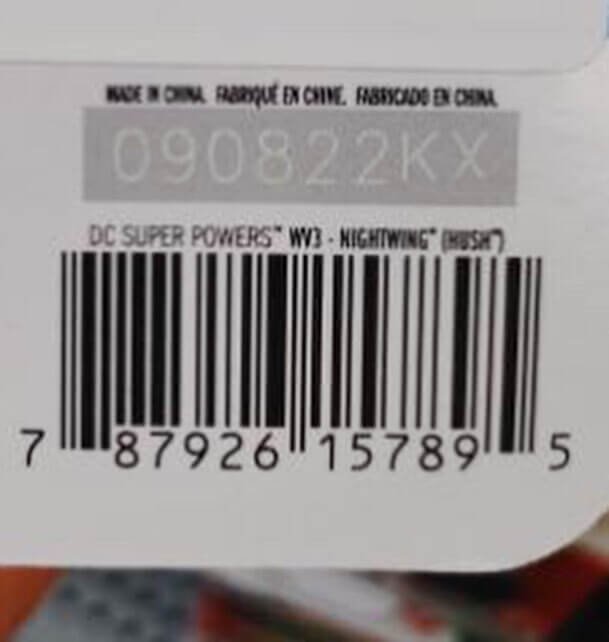 MADE IN CHINA. FABRIQUÉ EN CHINE. FABRICADO EN CHINA.
090822KX
DC SUPER POWERS™ WV3 - NIGHTWING™ (HUSH™)
7 87926 15789 5